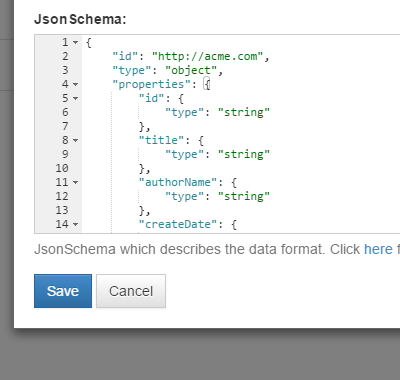 JsonSchema:
1 {
2 "id": "http://acme.com",
3 "type": "object",
4 "properties": {
5 "id": {
6 "type": "string"
7 },
8 "title": {
9 "type": "string"
10 },
11 "authorName": {
12 "type": "string"
13 },
14 "createDate": {
JsonSchema which describes the data format. Click here f
Save Cancel